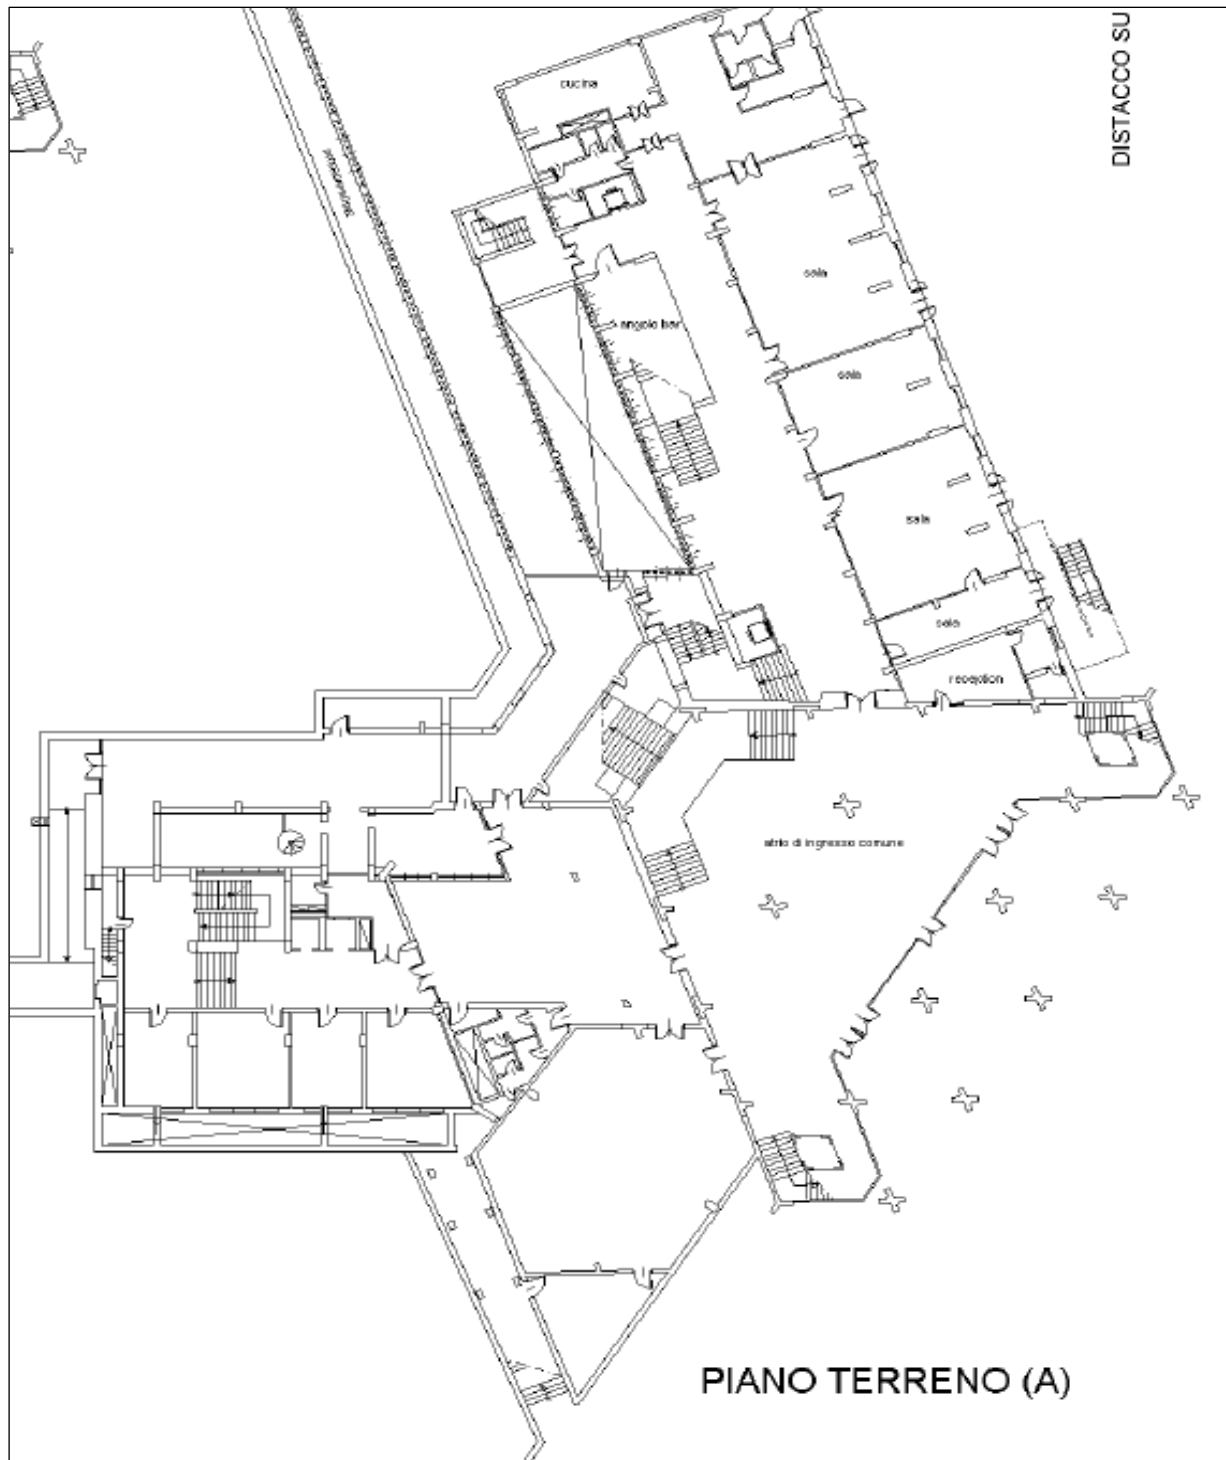 DISTACCO SU
cucina
sala
angolo bar
sala
sala
sala
reception
atrio di ingresso comune
PIANO TERRENO (A)